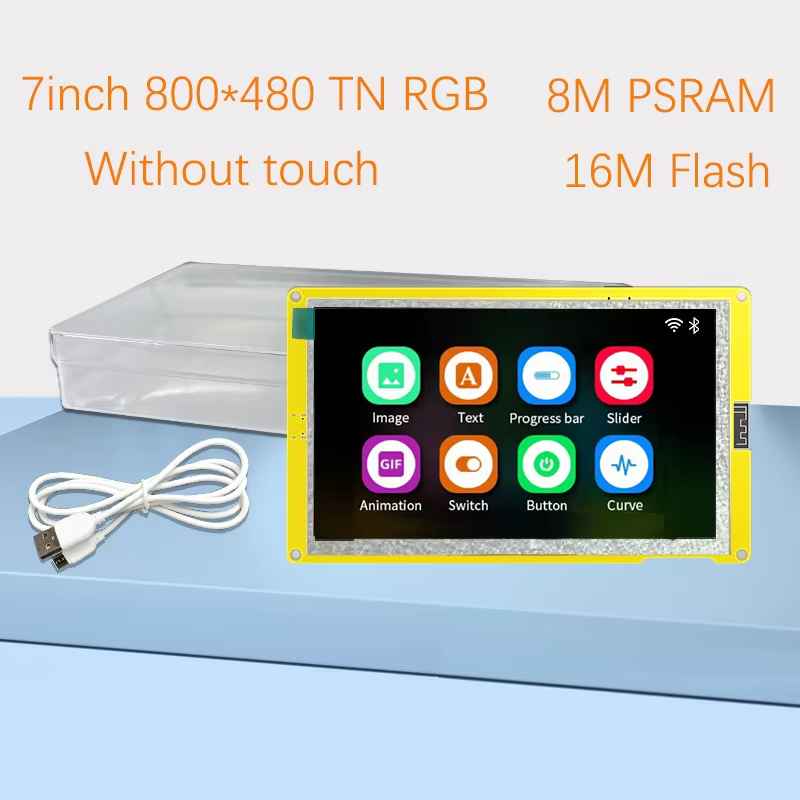 7inch 800*480 TN RGB
8M PSRAM
Without touch
16M Flash
Image
Text
Progress bar
Slider
GIF
Animation
Switch
Button
Curve